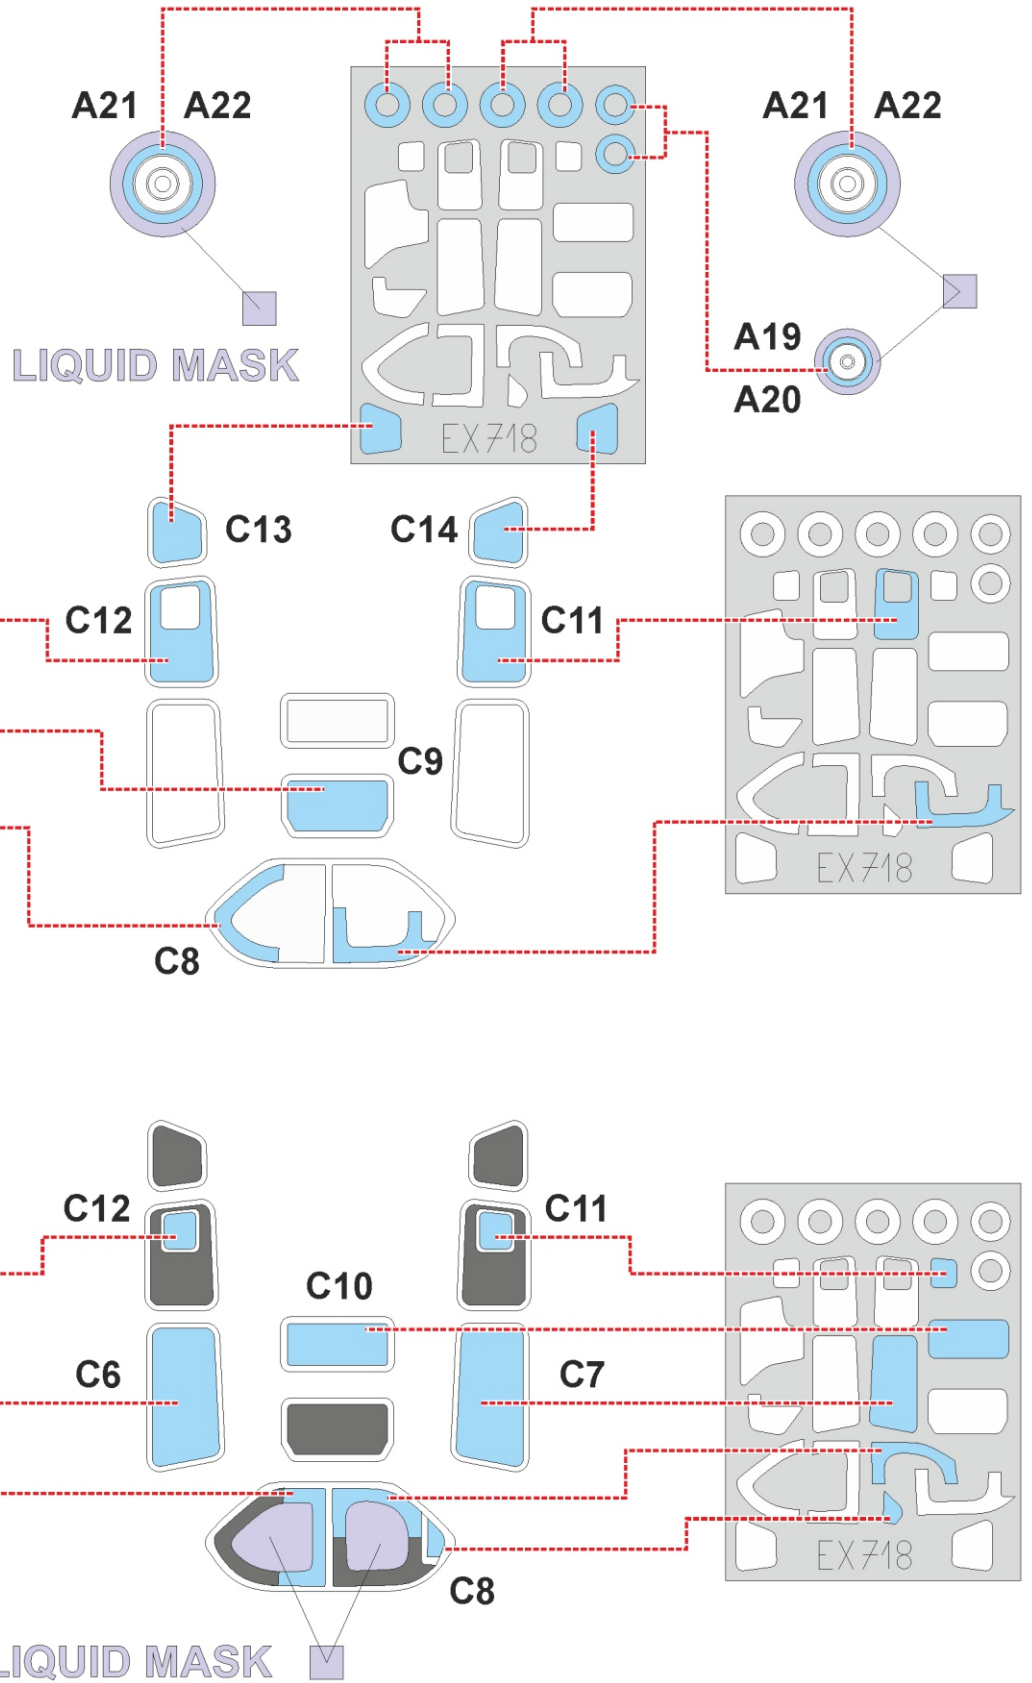 A21 A22
A21 A22
LIQUID MASK
A19
A20
EX718
C13
C14
C12
C11
C9
EX718
C8
C12
C11
C10
C6
C7
EX718
C8
LIQUID MASK